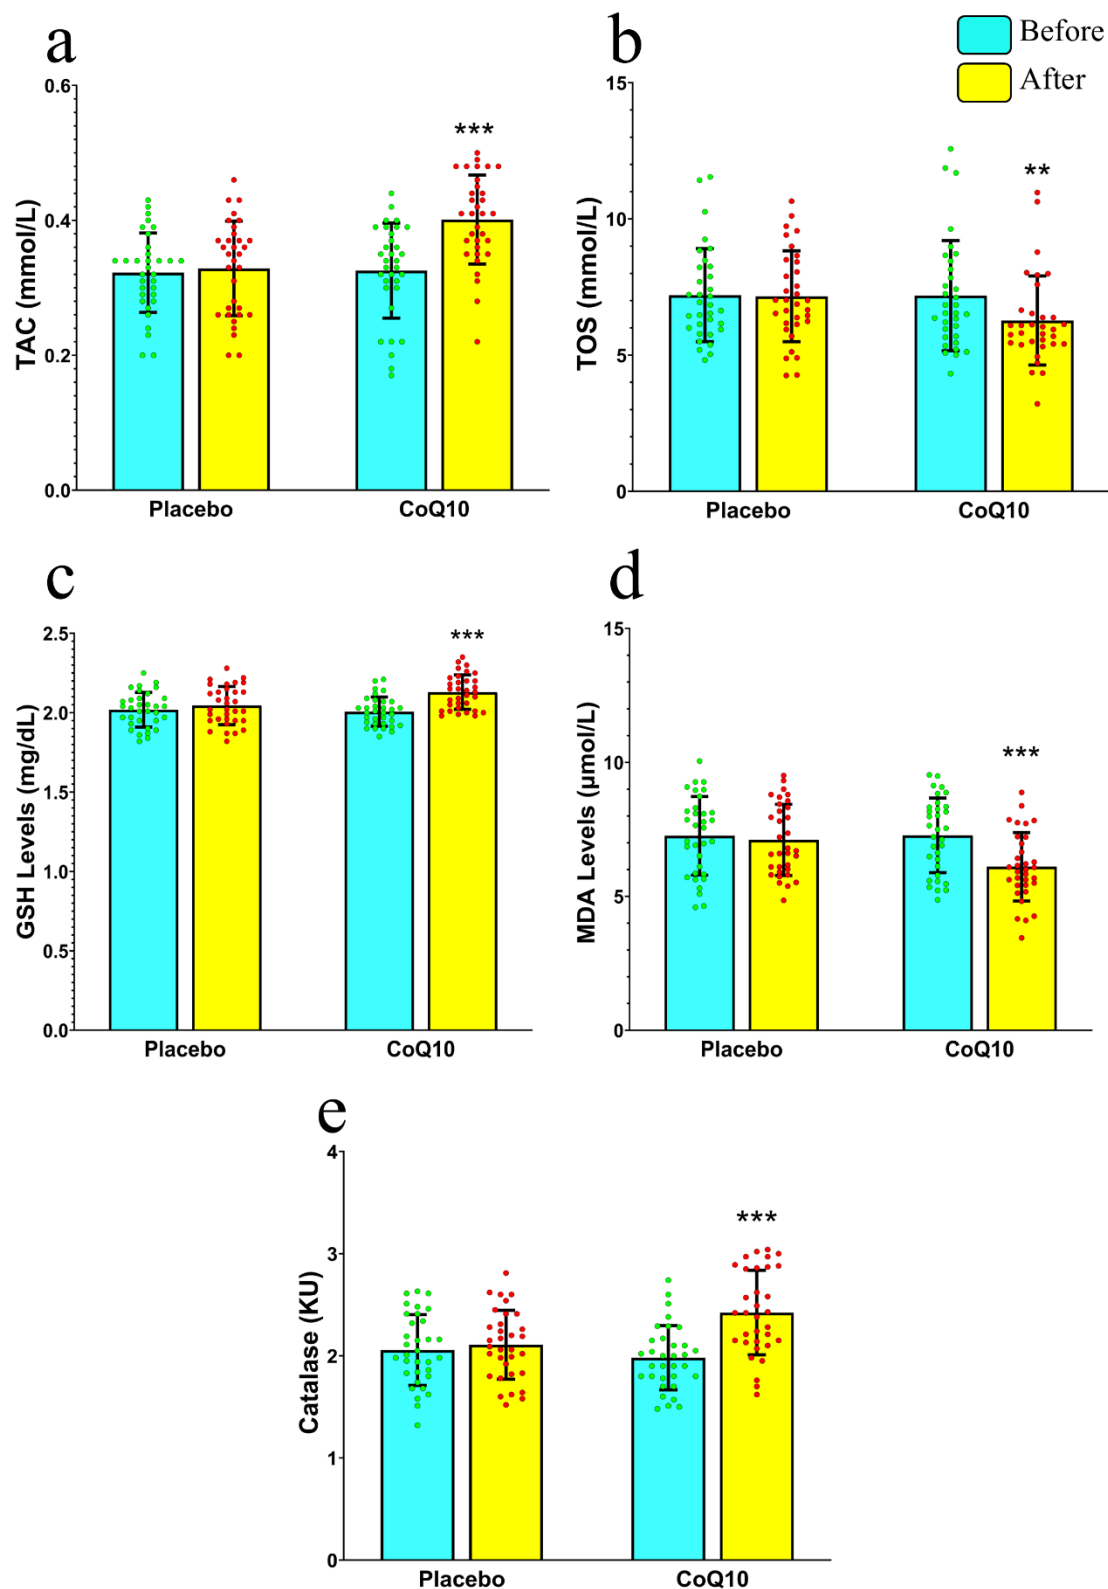 a
b
Before
After
TAC (mmol/L)
0.6
0.4
0.2
0.0
***
Placebo
CoQ10
TOS (mmol/L)
15
10
5
0
**
Placebo
CoQ10
c
d
GSH Levels (mg/dL)
2.5
2.0
1.5
1.0
0.5
0.0
***
Placebo
CoQ10
MDA Levels (µmol/L)
15
10
5
0
***
Placebo
CoQ10
e
Catalase (KU)
4
3
2
1
0
***
Placebo
CoQ10